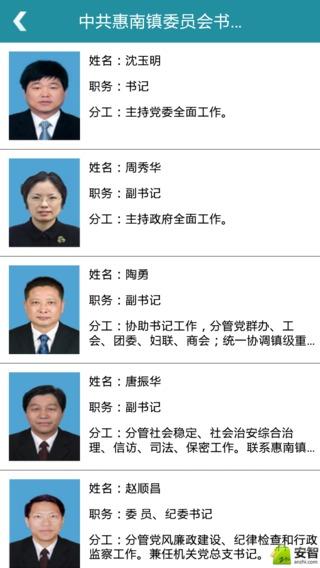 中共惠南镇委员会书...
姓名：沈玉明
职务：书记
分工：主持党委全面工作。
姓名：周秀华
职务：副书记
分工：主持政府全面工作。
姓名：陶勇
职务：副书记
分工：协助书记工作，分管党群办、工
会、团委、妇联、商会；统一协调镇级重...
姓名：唐振华
职务：副书记
分工：分管社会稳定、社会治安综合治
理、信访、司法、保密工作。联系惠南镇...
姓名：赵顺昌
职务：委 员、纪委书记
分工：分管党风廉政建设、纪律检查和行政
监察工作。兼任机关党总支书记。
安智
anzhi.com